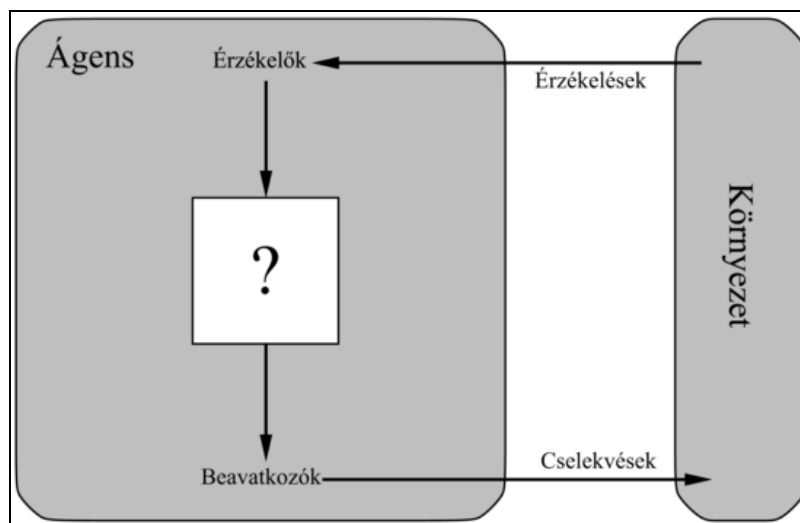 Ágens
Érzékelők
Érzékelések
?
Környezet
Beavatkozók
Cselekvések